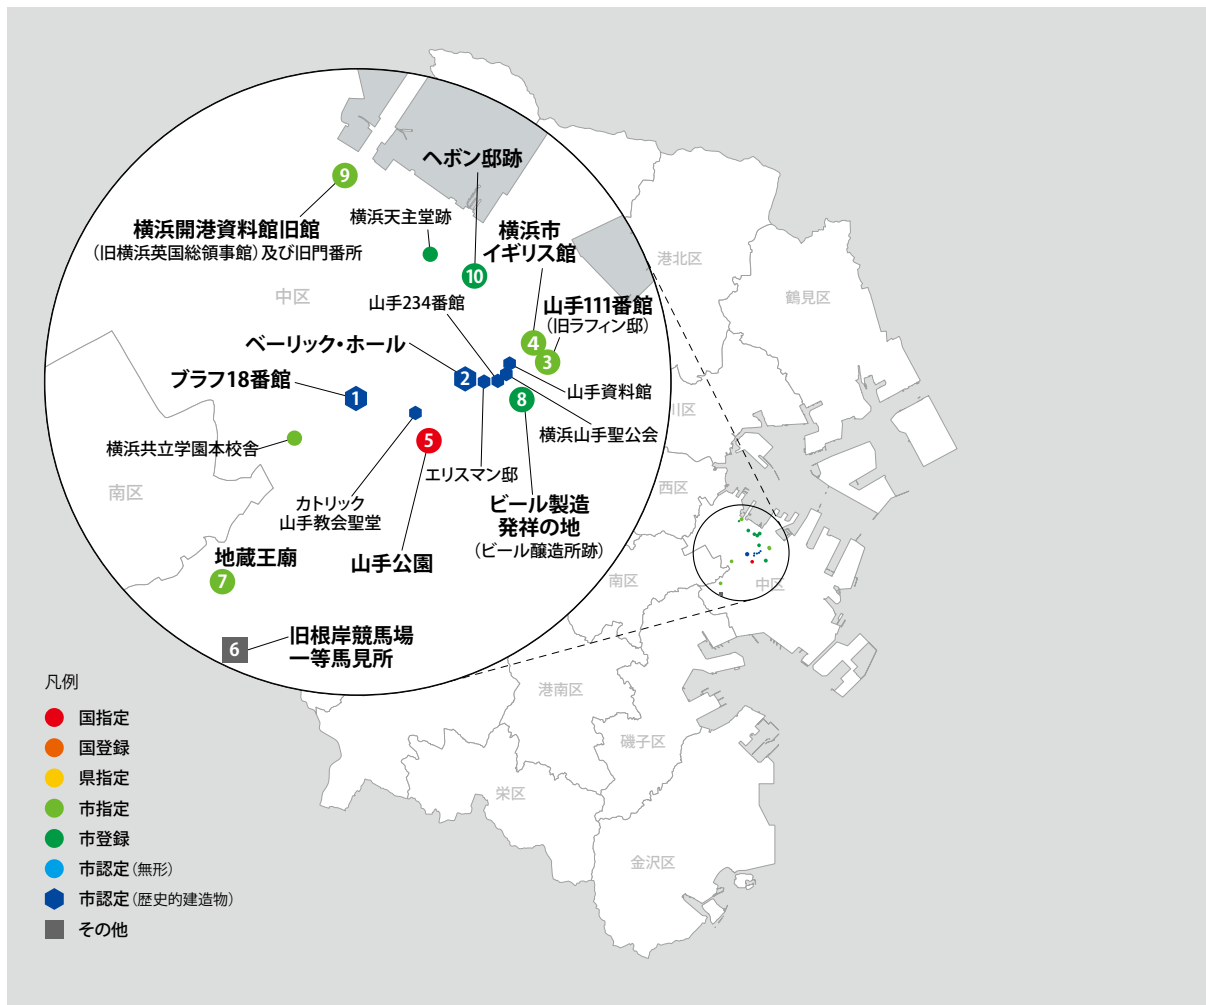 ヘボン邸跡
9
横浜天主堂跡
横浜開港資料館旧館
（旧横浜英国総領事館）及び旧門番所
横浜市
イギリス館
10
中区
山手234番館
山手111番館
（旧ラフィン邸）
港北区
鶴見区
4
3
ベーリック・ホール
ブラフ18番館
2
1
8
山手資料館
川区
横浜山手聖公会
横浜共立学園本校舎
5
エリスマン邸
南区
カトリック
山手教会聖堂
ビール製造
発祥の地
（ビール醸造所跡）
西区
地蔵王廟
7
山手公園
南区
中区
6
旧根岸競馬場
一等馬見所
港南区
磯子区
栄区
金沢区
凡例
国指定
国登録
県指定
市指定
市登録
市認定（無形）
市認定（歴史的建造物）
その他